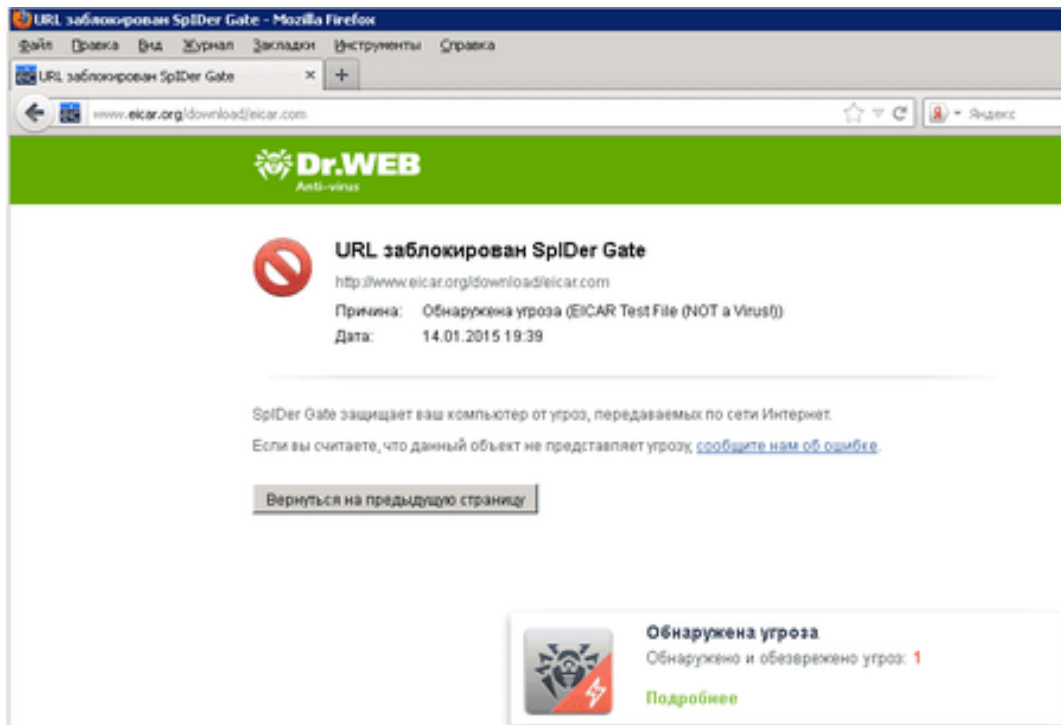 URL заблокирован SpIDer Gate - Mozilla Firefox
Файл Правка Вид Журнал Закладки Инструменты Справка
URL заблокирован SpIDer Gate × +
www.eicar.org/download/eicar.com Яндекс
Dr.WEB
Anti-virus
URL заблокирован SpIDer Gate
http://www.eicar.org/download/eicar.com
Причина: Обнаружена угроза (EICAR Test File (NOT a Virus!))
Дата: 14.01.2015 19:39
SpIDer Gate защищает ваш компьютер от угроз, передаваемых по сети Интернет.
Если вы считаете, что данный объект не представляет угрозу, сообщите нам об ошибке.
Вернуться на предыдущую страницу
Обнаружена угроза
Обнаружено и обезврежено угроз: 1
Подробнее